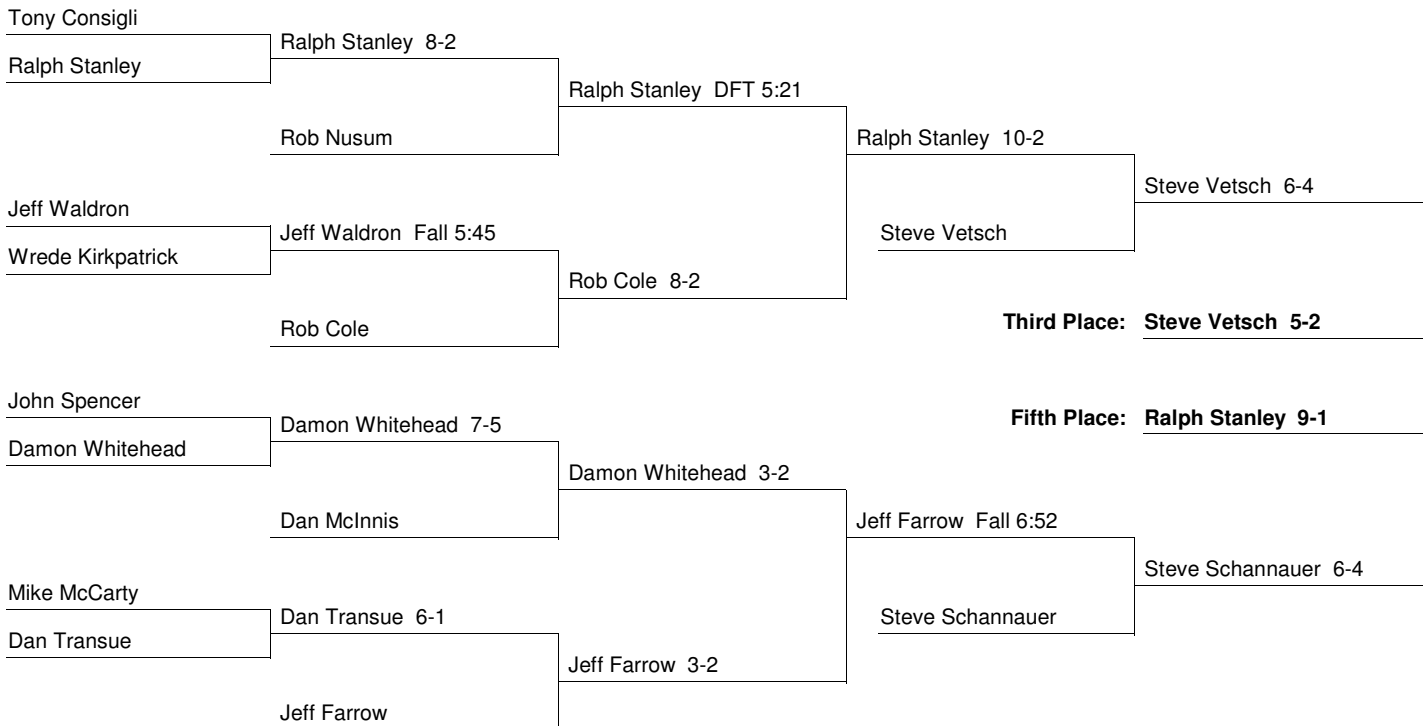 Tony Consigli
Ralph Stanley 8-2
Ralph Stanley
Ralph Stanley DFT 5:21
Rob Nusum
Ralph Stanley 10-2
Steve Vetsch 6-4
Jeff Waldron
Jeff Waldron Fall 5:45
Steve Vetsch
Wrede Kirkpatrick
Rob Cole 8-2
Rob Cole
Third Place: Steve Vetsch 5-2
John Spencer
Damon Whitehead 7-5
Fifth Place: Ralph Stanley 9-1
Damon Whitehead
Damon Whitehead 3-2
Dan McInnis
Jeff Farrow Fall 6:52
Steve Schannauer 6-4
Mike McCarty
Dan Transue 6-1
Steve Schannauer
Dan Transue
Jeff Farrow 3-2
Jeff Farrow